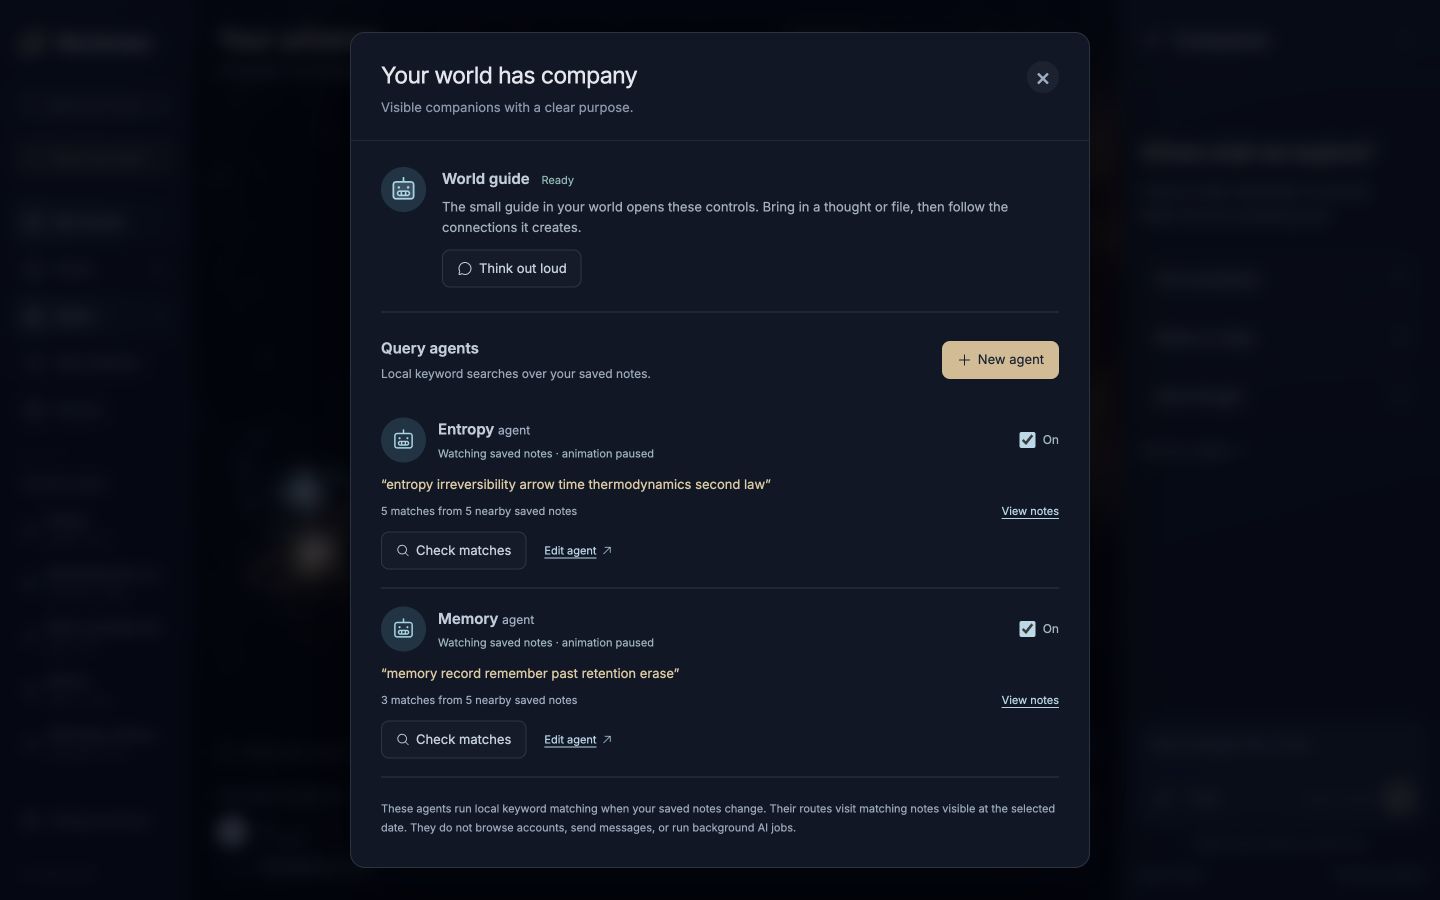 Your world has company
Visible companions with a clear purpose.
World guide Ready
The small guide in your world opens these controls. Bring in a thought or file, then follow the
connections it creates.
Think out loud
Query agents
Local keyword searches over your saved notes.
New agent
Entropy agent
Watching saved notes · animation paused
On
“entropy irreversibility arrow time thermodynamics second law”
5 matches from 5 nearby saved notes
View notes
Check matches
Edit agent ↗
Memory agent
Watching saved notes · animation paused
On
“memory record remember past retention erase”
3 matches from 5 nearby saved notes
View notes
Check matches
Edit agent ↗
These agents run local keyword matching when your saved notes change. Their routes visit matching notes visible at the selected
date. They do not browse accounts, send messages, or run background AI jobs.